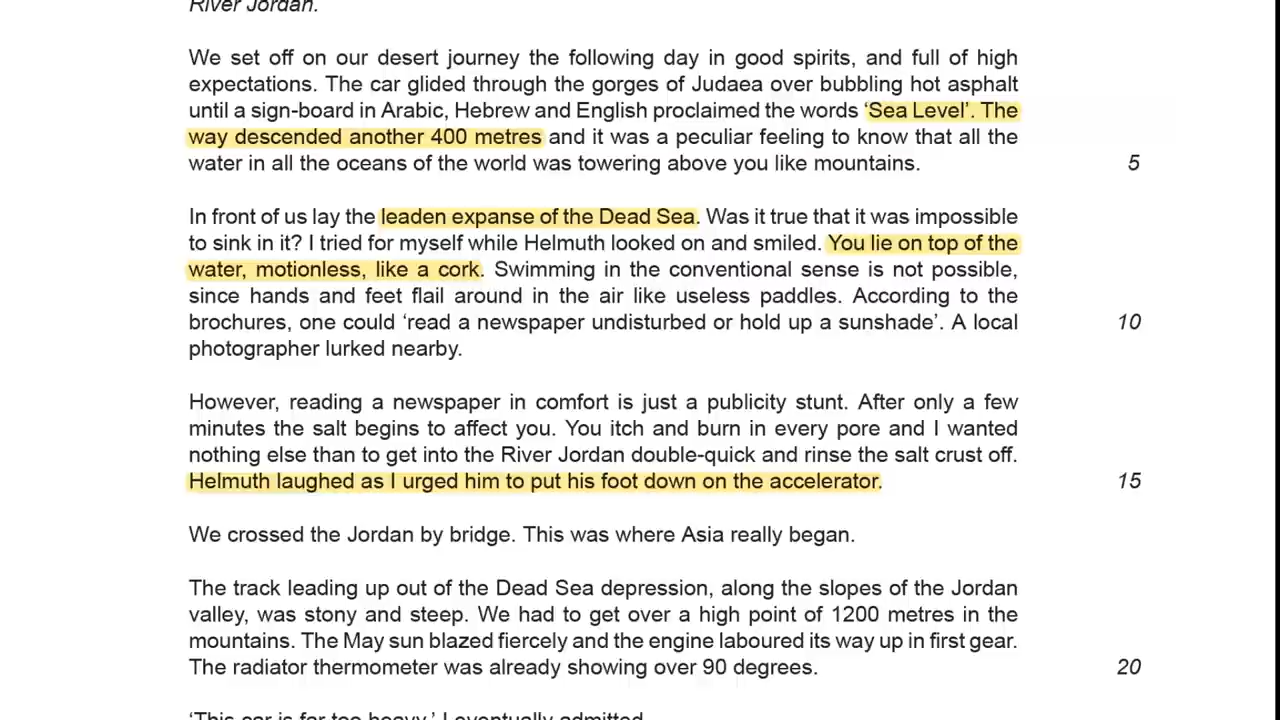 River Jordan.
We set off on our desert journey the following day in good spirits, and full of high
expectations. The car glided through the gorges of Judaea over bubbling hot asphalt
until a sign-board in Arabic, Hebrew and English proclaimed the words ‘Sea Level’. The
way descended another 400 metres and it was a peculiar feeling to know that all the
water in all the oceans of the world was towering above you like mountains. 5
In front of us lay the leaden expanse of the Dead Sea. Was it true that it was impossible
to sink in it? I tried for myself while Helmuth looked on and smiled. You lie on top of the
water, motionless, like a cork. Swimming in the conventional sense is not possible,
since hands and feet flail around in the air like useless paddles. According to the
brochures, one could ‘read a newspaper undisturbed or hold up a sunshade’. A local 10
photographer lurked nearby.
However, reading a newspaper in comfort is just a publicity stunt. After only a few
minutes the salt begins to affect you. You itch and burn in every pore and I wanted
nothing else than to get into the River Jordan double-quick and rinse the salt crust off.
Helmuth laughed as I urged him to put his foot down on the accelerator. 15
We crossed the Jordan by bridge. This was where Asia really began.
The track leading up out of the Dead Sea depression, along the slopes of the Jordan
valley, was stony and steep. We had to get over a high point of 1200 metres in the
mountains. The May sun blazed fiercely and the engine laboured its way up in first gear.
The radiator thermometer was already showing over 90 degrees. 20
‘This car is far too heavy,’ I eventually admitted.